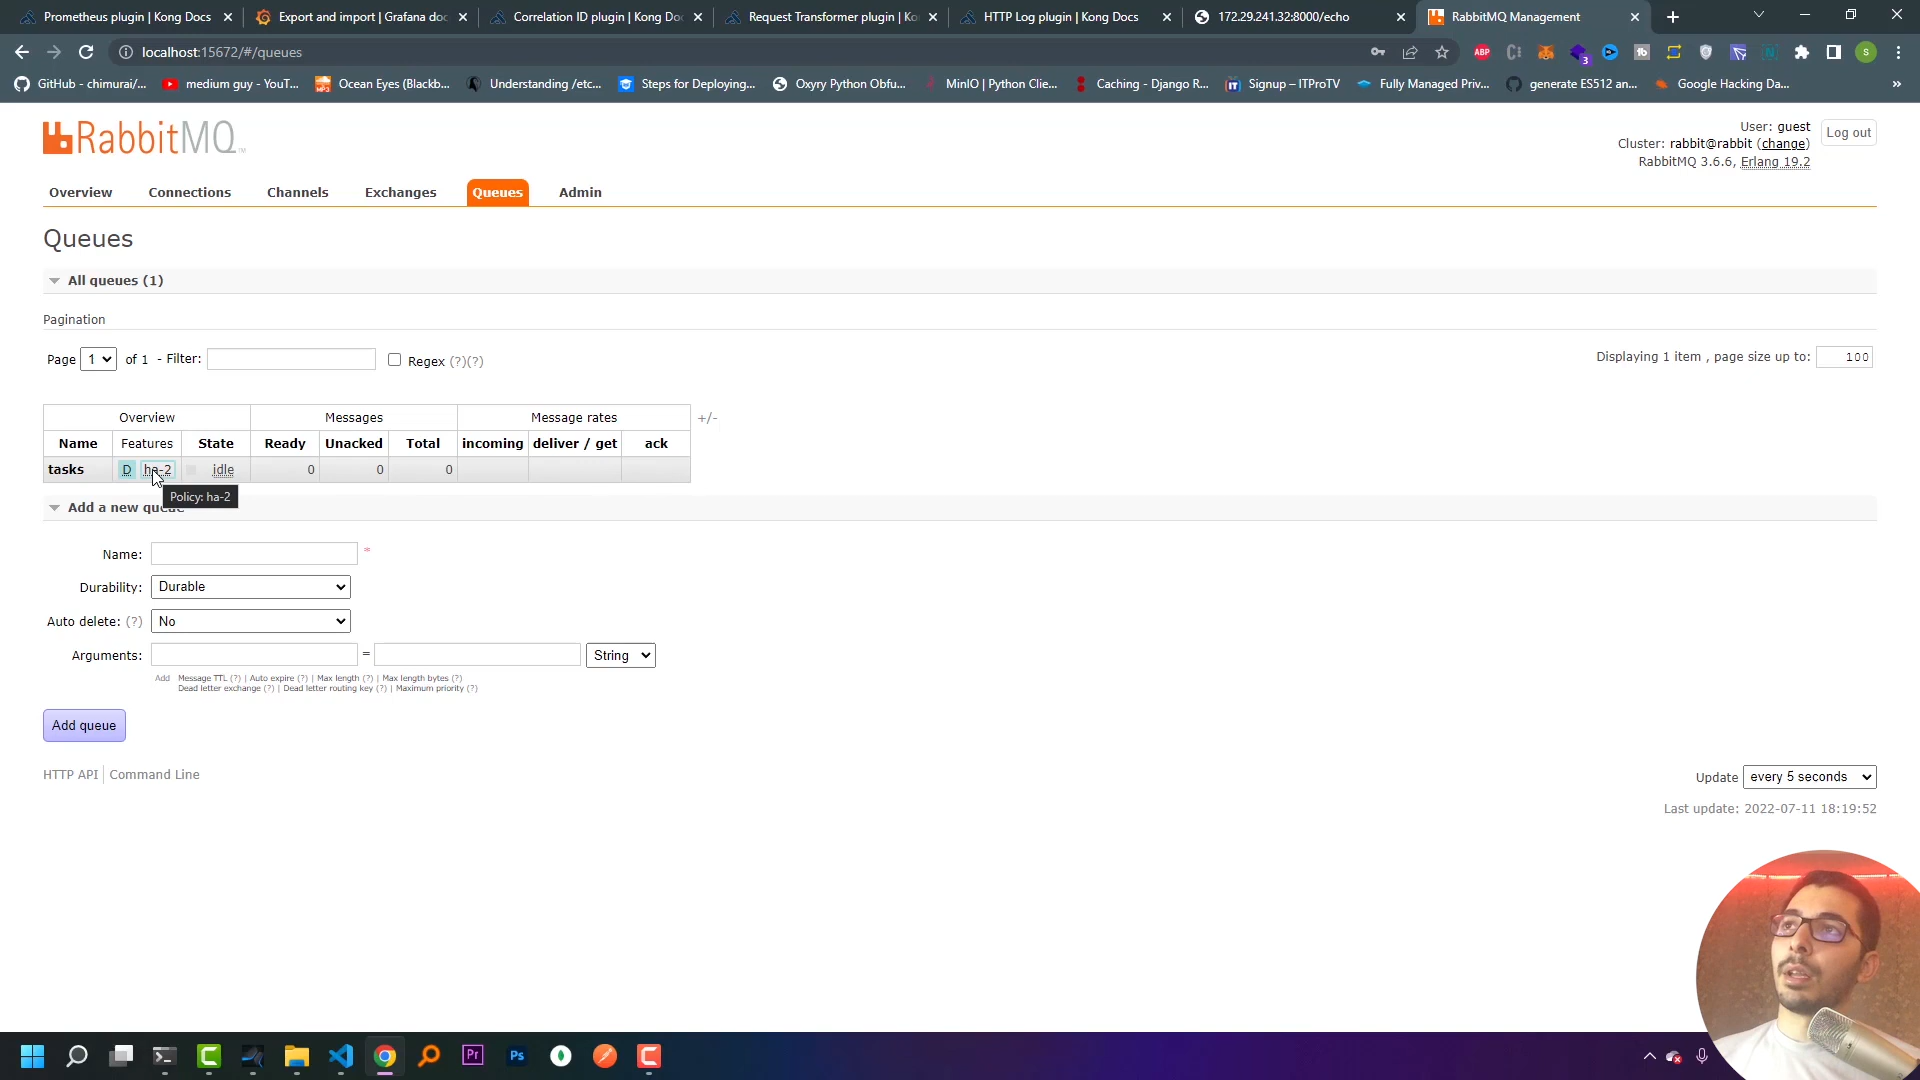 Prometheus plugin | Kong Docs
Export and import | Grafana doc
Correlation ID plugin | Kong Do
Request Transformer plugin | Ko
HTTP Log plugin | Kong Docs
172.29.241.32:8000/echo
RabbitMQ Management
localhost:15672/#/queues
ABP
3
S
GitHub - chimurai/...
medium guy - YouT...
Ocean Eyes (Blackb...
Understanding /etc...
Steps for Deploying...
Oxyry Python Obfu...
MinIO | Python Clie...
Caching - Django R...
Signup – ITProTV
Fully Managed Priv...
generate ES512 an...
Google Hacking Da...
»
RabbitMQ
User: guest
Cluster: rabbit@rabbit (change)
RabbitMQ 3.6.6, Erlang 19.2
Log out
Overview
Connections
Channels
Exchanges
Queues
Admin
Queues
All queues (1)
Pagination
Page 1 of 1 - Filter:
Regex (?)(?)
Displaying 1 item , page size up to: 100
Overview Messages Message rates +/-
Name Features State Ready Unacked Total incoming deliver / get ack
tasks D ha-2 idle 0 0 0
Policy: ha-2
Add a new queue
Name: *
Durability: Durable
Auto delete: (?) No
Arguments: = String
Add Message TTL (?) | Auto expire (?) | Max length (?) | Max length bytes (?)
Dead letter exchange (?) | Dead letter routing key (?) | Maximum priority (?)
Add queue
HTTP API Command Line
Update every 5 seconds
Last update: 2022-07-11 18:19:52
Pr
Ps